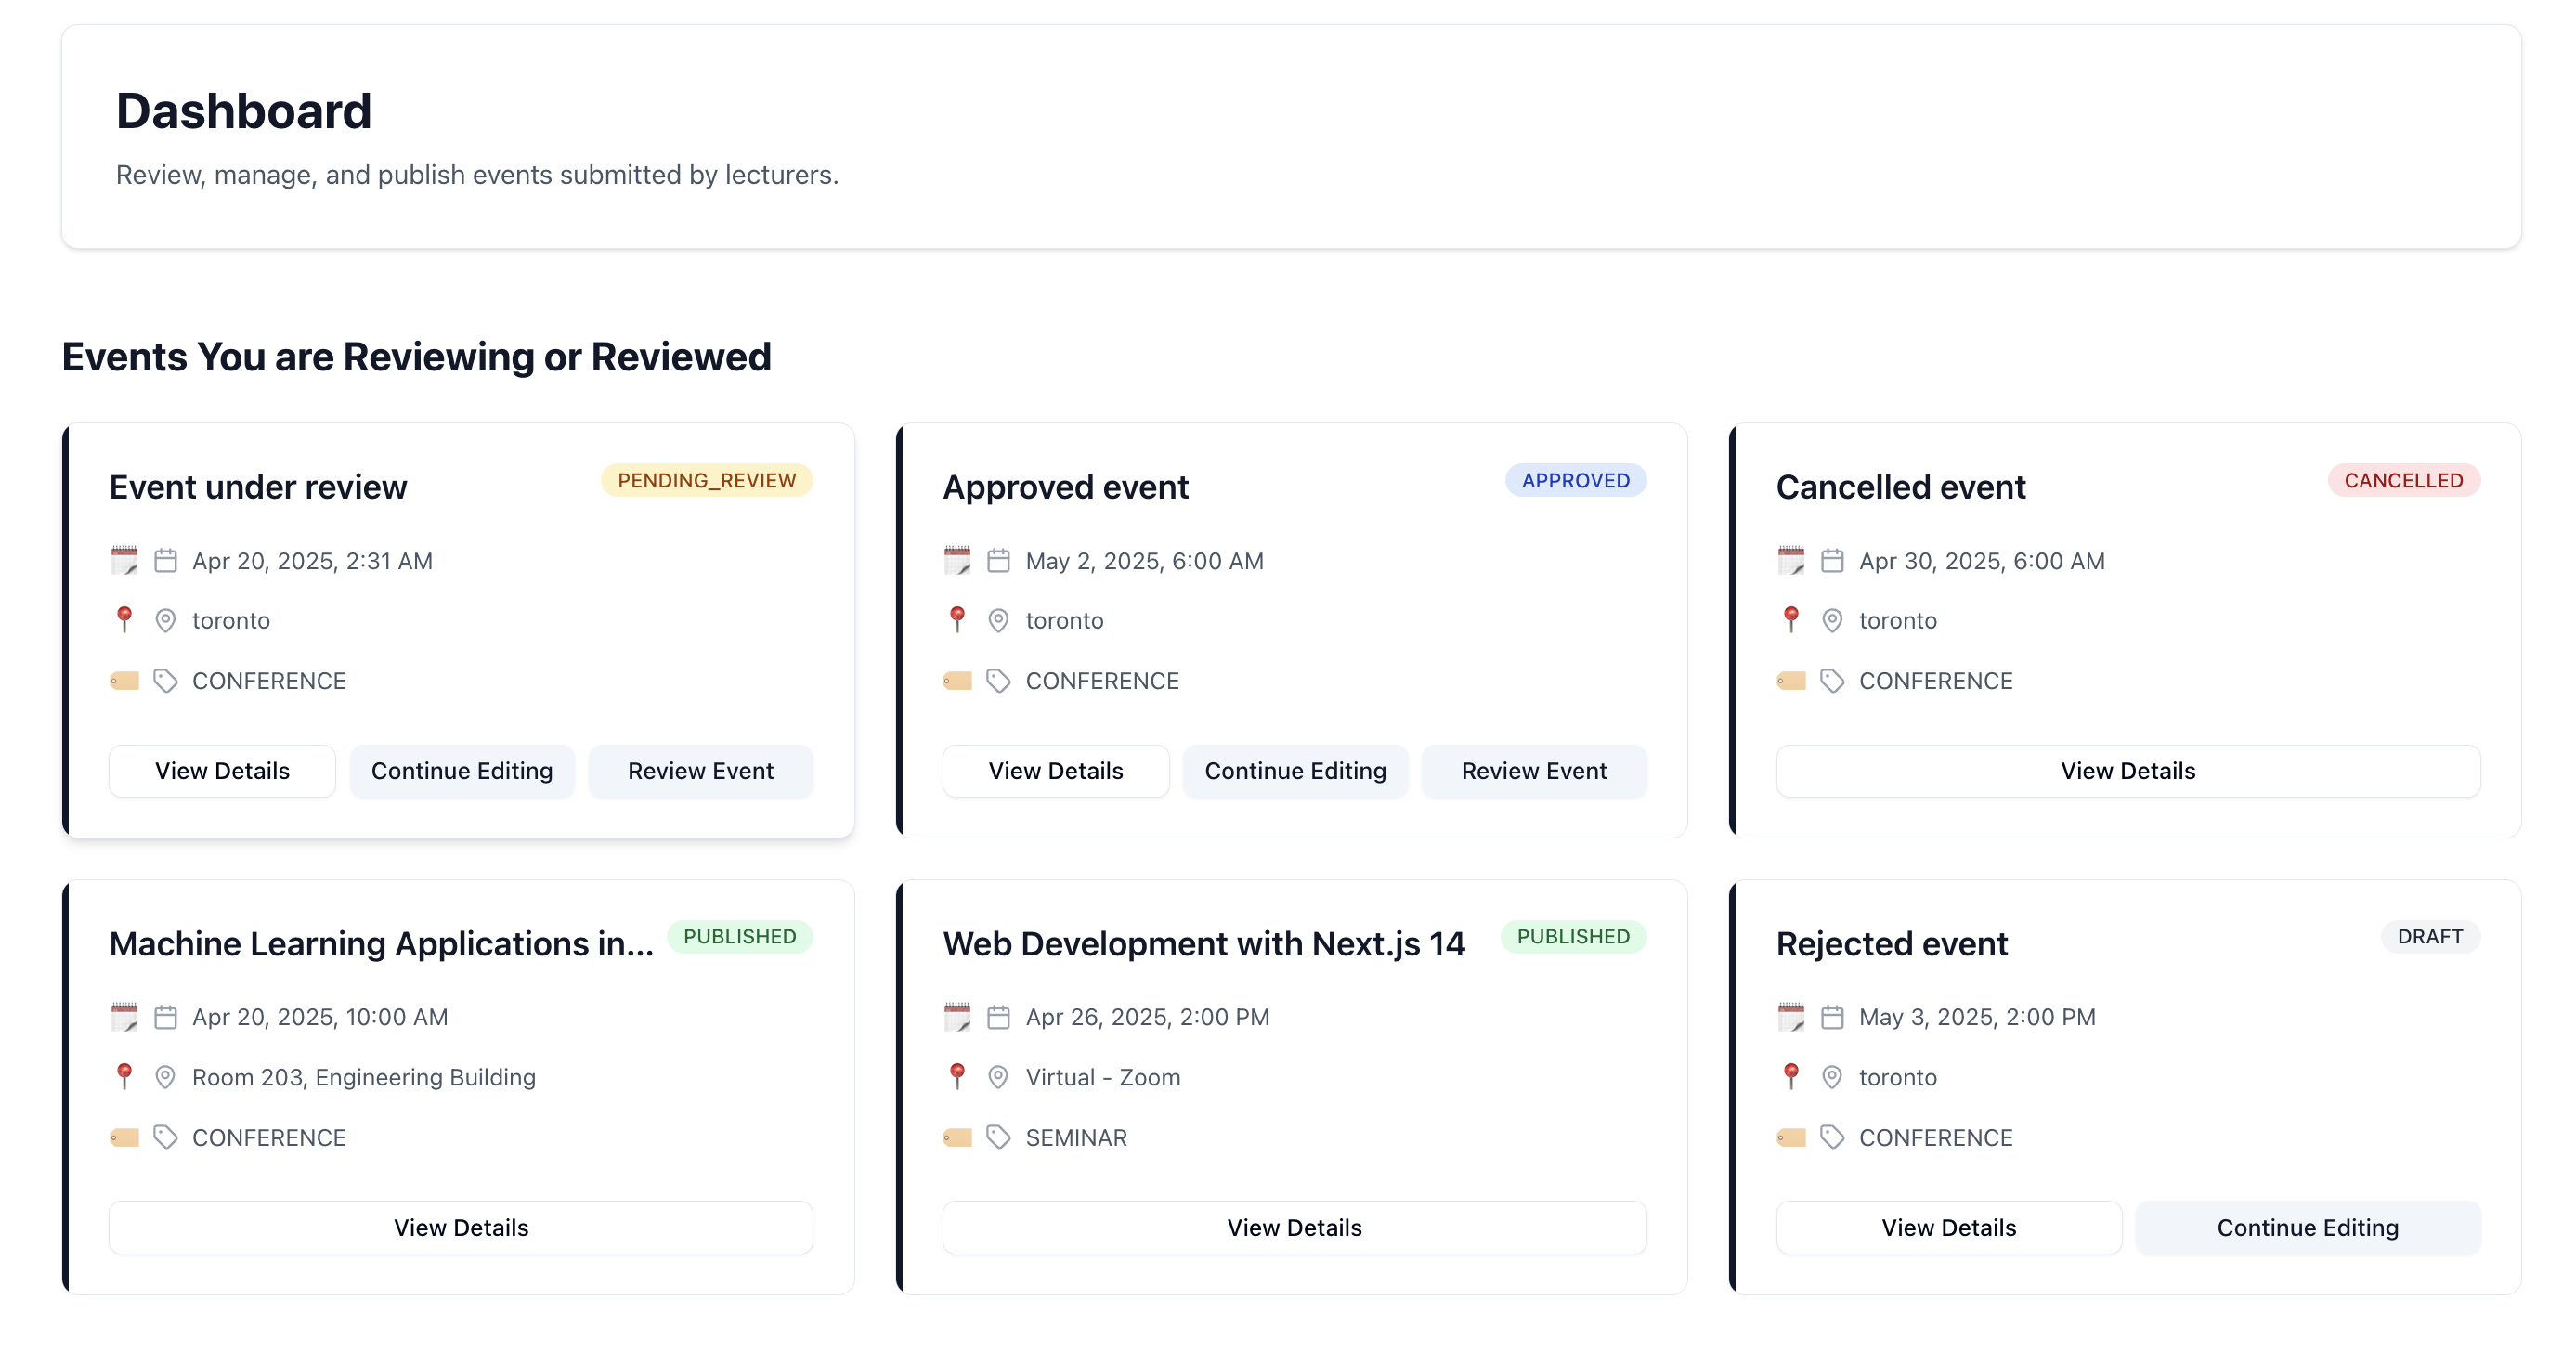 Dashboard
Review, manage, and publish events submitted by lecturers.
Events You are Reviewing or Reviewed
Event under review
PENDING_REVIEW
Apr 20, 2025, 2:31 AM
toronto
CONFERENCE
View Details
Continue Editing
Review Event
Approved event
APPROVED
May 2, 2025, 6:00 AM
toronto
CONFERENCE
View Details
Continue Editing
Review Event
Cancelled event
CANCELLED
Apr 30, 2025, 6:00 AM
toronto
CONFERENCE
View Details
Machine Learning Applications in...
PUBLISHED
Apr 20, 2025, 10:00 AM
Room 203, Engineering Building
CONFERENCE
View Details
Web Development with Next.js 14
PUBLISHED
Apr 26, 2025, 2:00 PM
Virtual - Zoom
SEMINAR
View Details
Rejected event
DRAFT
May 3, 2025, 2:00 PM
toronto
CONFERENCE
View Details
Continue Editing